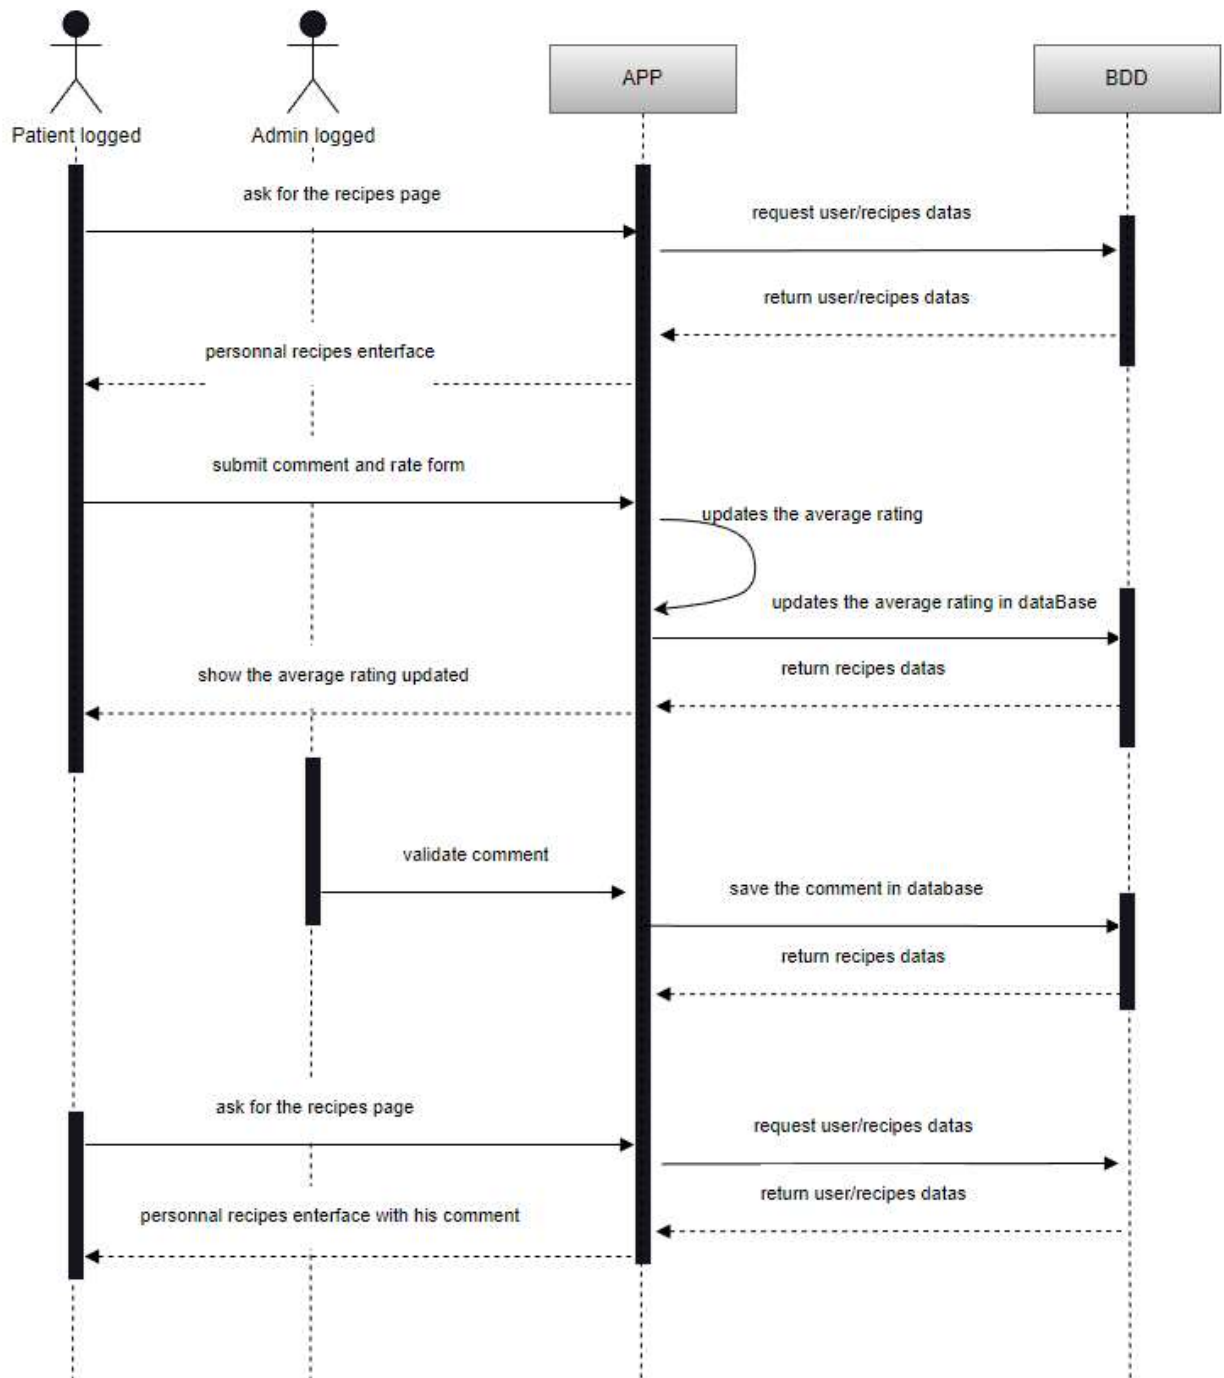 APP
BDD
Patient logged
Admin logged
ask for the recipes page
request user/recipes datas
return user/recipes datas
personnal recipes enterface
submit comment and rate form
updates the average rating
updates the average rating in dataBase
return recipes datas
show the average rating updated
validate comment
save the comment in database
return recipes datas
ask for the recipes page
request user/recipes datas
return user/recipes datas
personnal recipes enterface with his comment